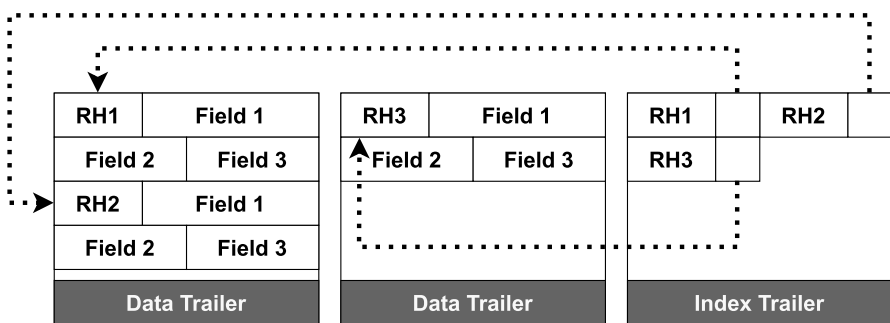 RH1 Field 1
Field 2 Field 3
RH2 Field 1
Field 2 Field 3
Data Trailer
RH3 Field 1
Field 2 Field 3
Data Trailer
RH1 RH2
RH3
Index Trailer